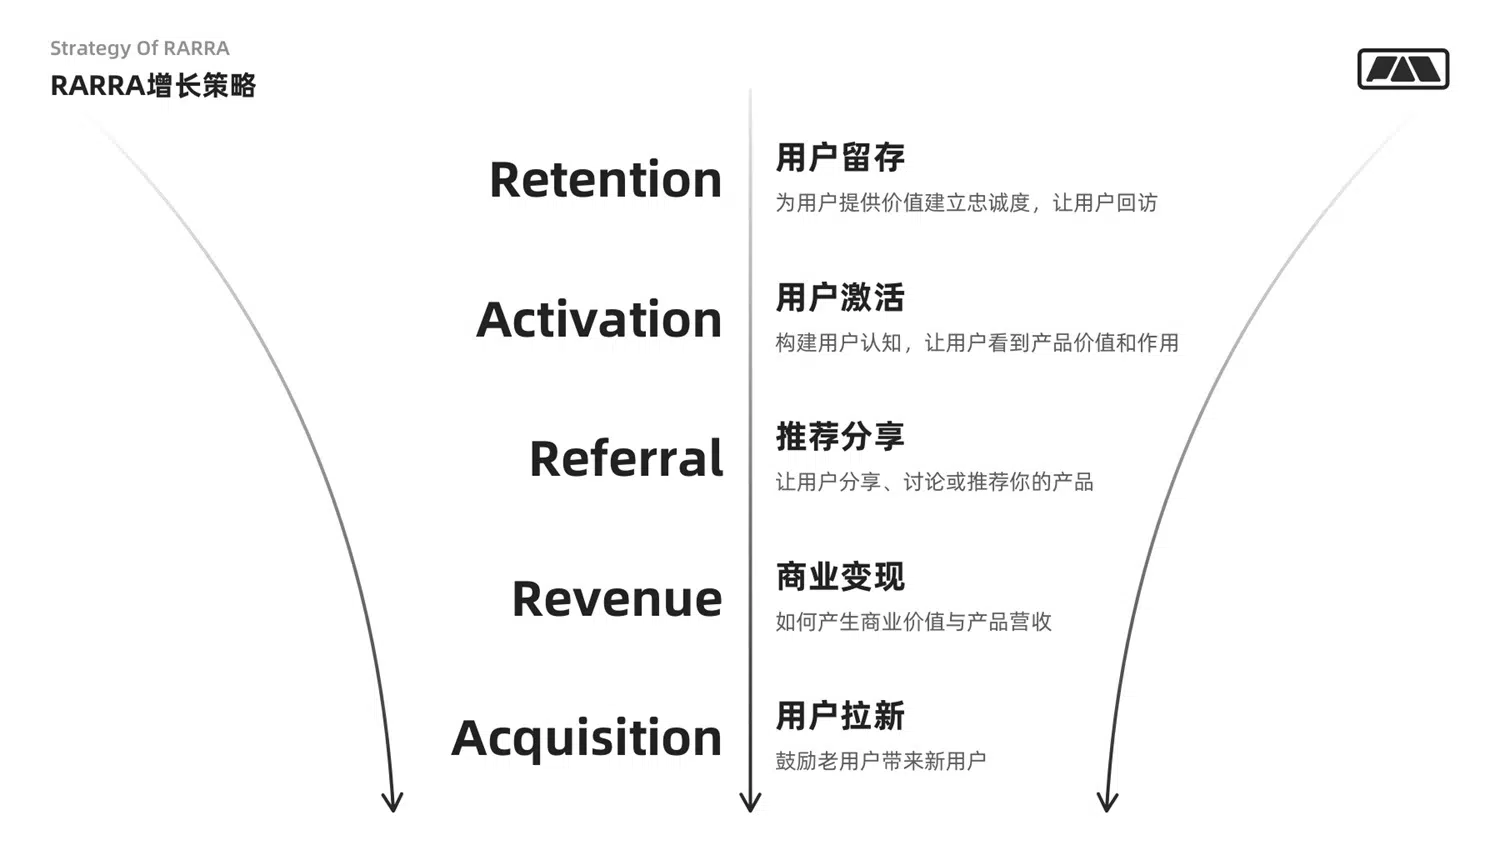 Strategy Of RARRA
RARRA增长策略
Retention
用户留存
为用户提供价值建立忠诚度，让用户回访
Activation
用户激活
构建用户认知，让用户看到产品价值和作用
Referral
推荐分享
让用户分享、讨论或推荐你的产品
Revenue
商业变现
如何产生商业价值与产品营收
Acquisition
用户拉新
鼓励老用户带来新用户